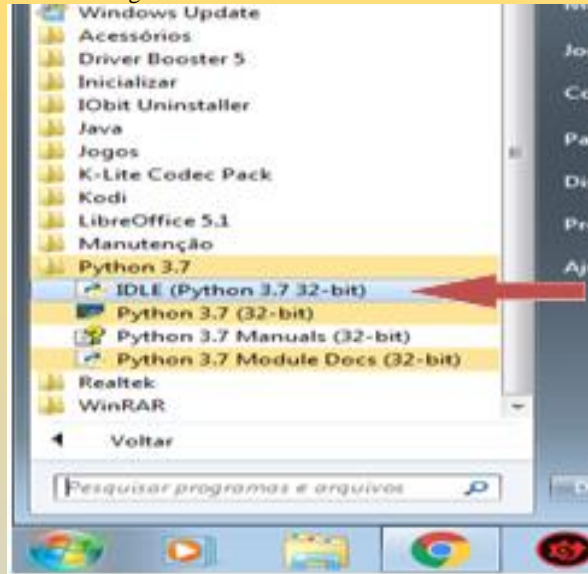 Windows Update
Acessórios
Driver Booster 5
Inicializar
IObit Uninstaller
Java
Jogos
K-Lite Codec Pack
Kodi
LibreOffice 5.1
Manutenção
Python 3.7
IDLE (Python 3.7 32-bit)
Python 3.7 (32-bit)
Python 3.7 Manuals (32-bit)
Python 3.7 Module Docs (32-bit)
Realtek
WinRAR
Voltar
Pesquisar programas e arquivos